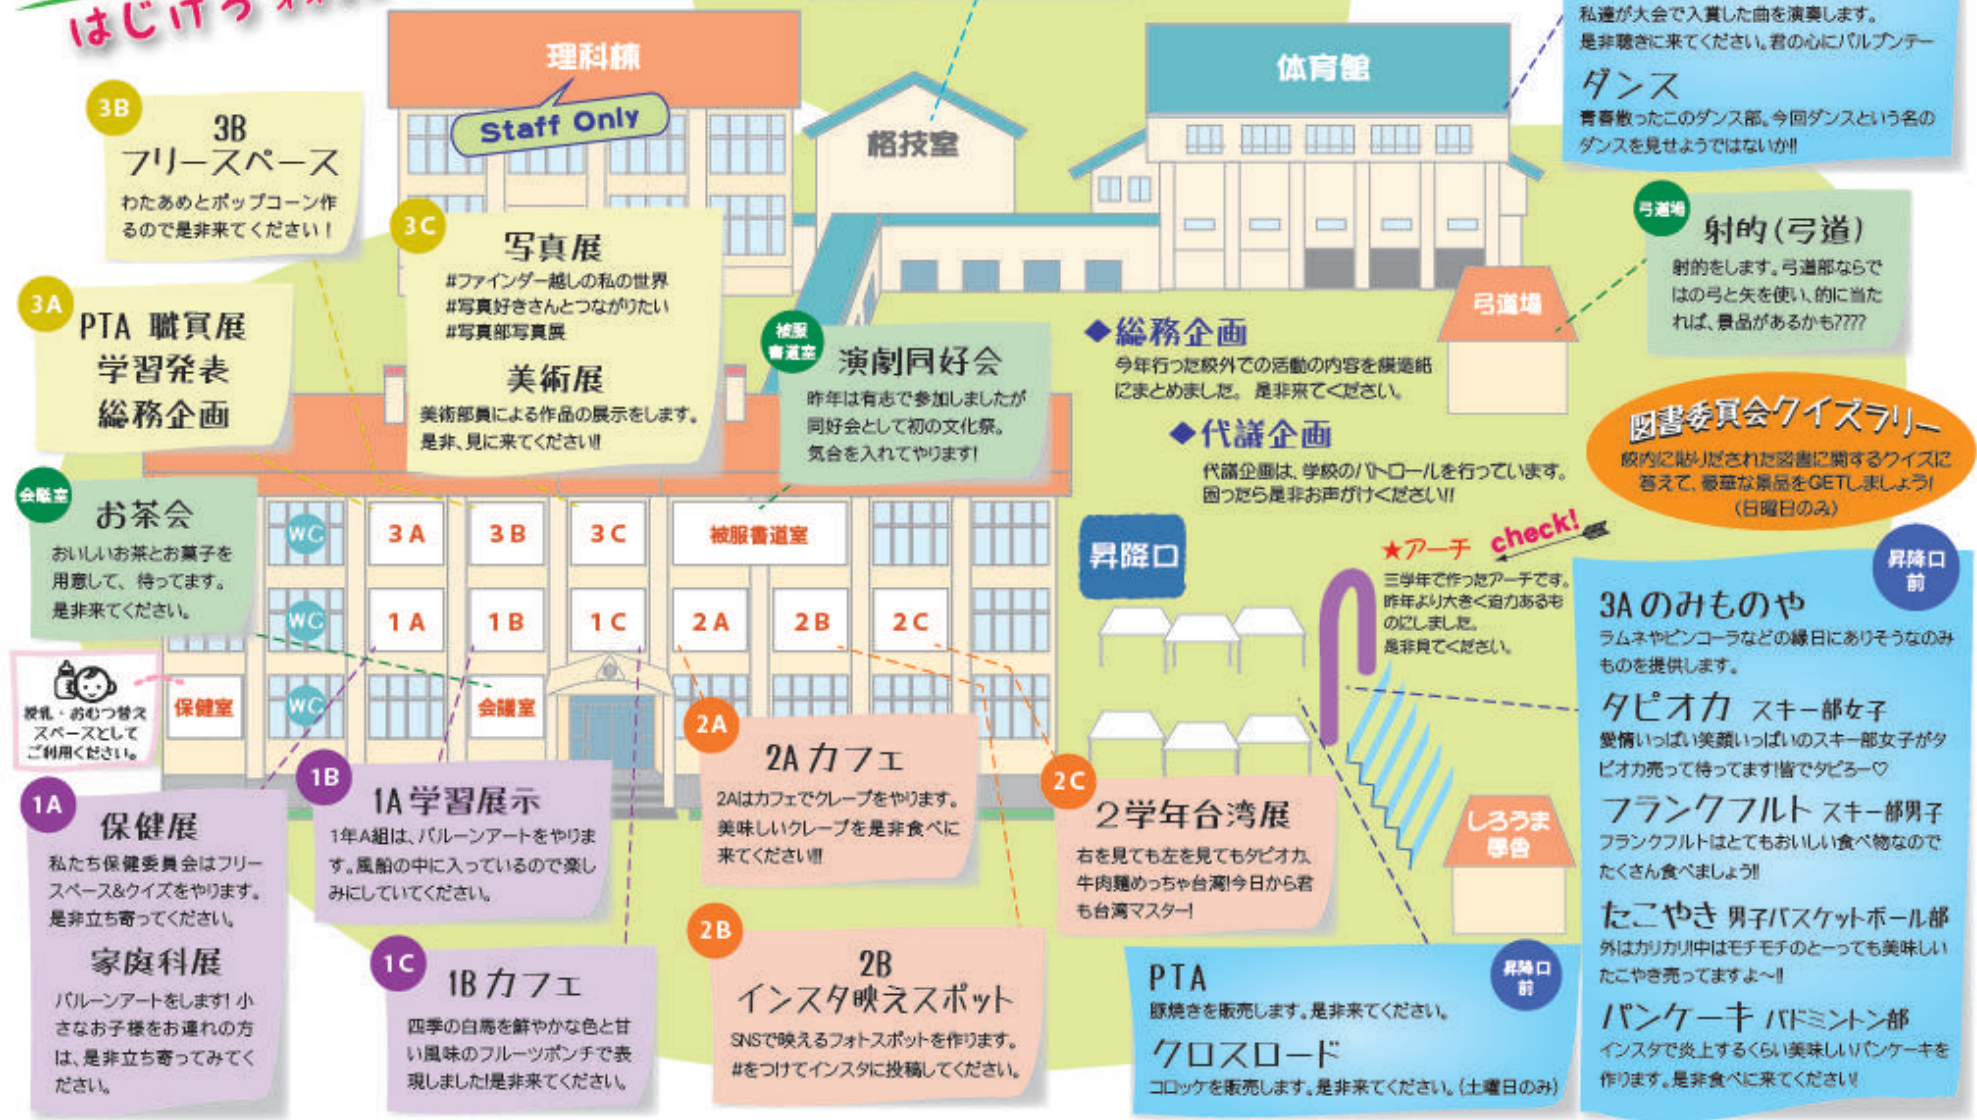 はじけろ
理科棟
Staff Only
格技室
体育館
私達が大会で入賞した曲を演奏します。
是非聴きに来てください。君の心にパルプンテー
ダンス
青春散ったこのダンス部。今回ダンスという名の
ダンスを見せようではないか!!
3B
3B
フリースペース
わたあめとポップコーン作
るので是非来てください！
3C
写真展
#ファインダー越しの私の世界
#写真好きさんとつながりたい
#写真部写真展
美術展
美術部員による作品の展示をします。
是非、見に来てください!!
弓道場
射的(弓道)
射的をします。弓道部ならで
はの弓と矢を使い、的に当た
れば、景品があるかも????
弓道場
3A
PTA 職員展
学習発表
総務企画
被服
書道室
演劇同好会
昨年は有志で参加しましたが
同好会として初の文化祭。
気合を入れてやります!
◆総務企画
今年行った校外での活動の内容を模造紙
にまとめました。是非来てください。
◆代議企画
代議企画は、学校のパトロールを行っています。
困ったら是非お声がけください!!
図書委員会クイズラリー
校内に貼り出された図書に関するクイズに
答えて、豪華な景品をGETしましょう!
(日曜日のみ)
会議室
お茶会
おいしいお茶とお菓子を
用意して、待ってます。
是非来てください。
WC
3A
3B
3C
被服書道室
WC
1A
1B
1C
2A
2B
2C
保健室
WC
会議室
授乳・おむつ替え
スペースとして
ご利用ください。
昇降口
★アーチ
check!
三学年で作ったアーチです。
昨年より大きく迫力あるも
のにしました。
是非見てください。
昇降口
前
3Aのみものや
ラムネやビンコーラなどの縁日にありそうなのみ
ものを提供します。
タピオカ スキー部女子
愛情いっぱい笑顔いっぱいのスキー部女子がタ
ピオカ売って待ってます!皆でタピろー♡
フランクフルト スキー部男子
フランクフルトはとてもおいしい食べ物なので
たくさん食べましょう!!
たこやき 男子バスケットボール部
外はカリカリ!!中はモチモチのとーっても美味しい
たこやき売ってますよ〜!!
パンケーキ バドミントン部
インスタで炎上するくらい美味しいパンケーキを
作ります。是非食べに来てください!
1A
保健展
私たち保健委員会はフリー
スペース&クイズをやります。
是非立ち寄ってください。
家庭科展
バルーンアートをします! 小
さなお子様をお連れの方
は、是非立ち寄ってみてく
ださい。
1B
1A学習展示
1年A組は、バルーンアートをやりま
す。風船の中に入っているので楽し
みにしていてください。
1C
1Bカフェ
四季の白馬を鮮やかな色と甘
い風味のフルーツポンチで表
現しました!是非来てください。
2A
2Aカフェ
2Aはカフェでクレープをやります。
美味しいクレープを是非食べに
来てください!!!
2B
2B
インスタ映えスポット
SNSで映えるフォトスポットを作ります。
#をつけてインスタに投稿してください。
2C
2学年台湾展
右を見ても左を見てもタピオカ、
牛肉麺めっちゃ台湾!今日から君
も台湾マスター!
しろうま
學舎
昇降口
前
PTA
豚焼きを販売します。是非来てください。
クロスロード
コロッケを販売します。是非来てください。(土曜日のみ)